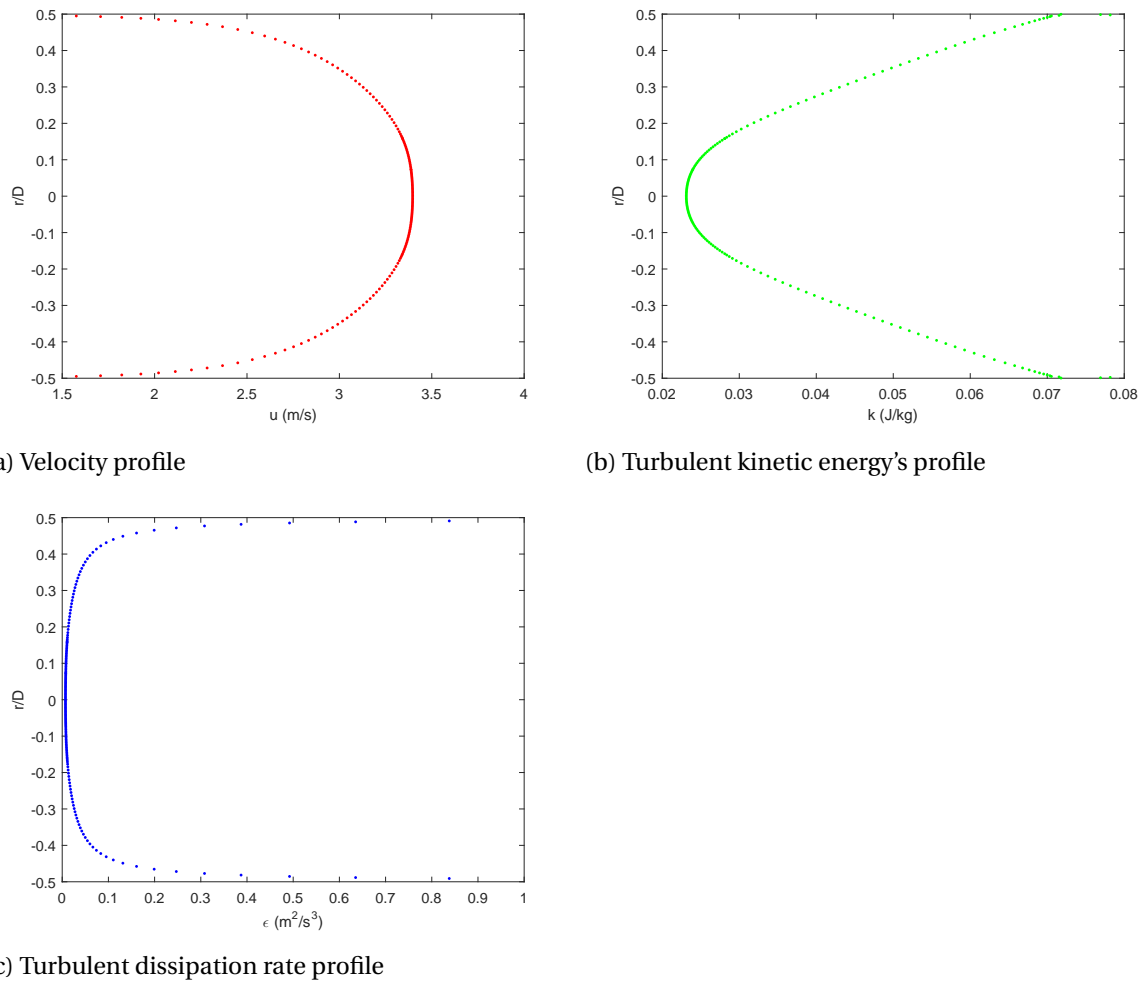 0.5
0.4
0.3
0.2
0.1
0
-0.1
-0.2
-0.3
-0.4
-0.5
r/D
1.5 2 2.5 3 3.5 4
u (m/s)
a) Velocity profile
0.5
0.4
0.3
0.2
0.1
0
-0.1
-0.2
-0.3
-0.4
-0.5
r/D
0.02 0.03 0.04 0.05 0.06 0.07 0.08
k (J/kg)
(b) Turbulent kinetic energy's profile
0.5
0.4
0.3
0.2
0.1
0
-0.1
-0.2
-0.3
-0.4
-0.5
r/D
0 0.1 0.2 0.3 0.4 0.5 0.6 0.7 0.8 0.9 1
ϵ (m²/s³)
c) Turbulent dissipation rate profile